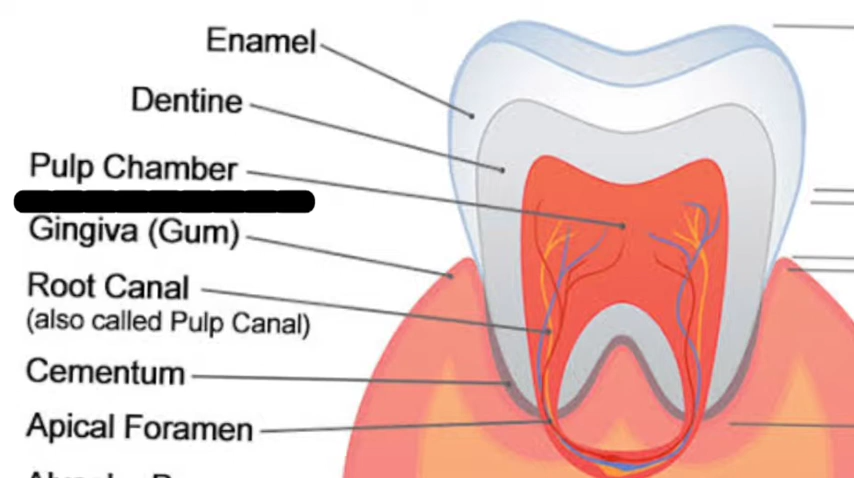 Enamel
Dentine
Pulp Chamber
Gingiva (Gum)
Root Canal
(also called Pulp Canal)
Cementum
Apical Foramen